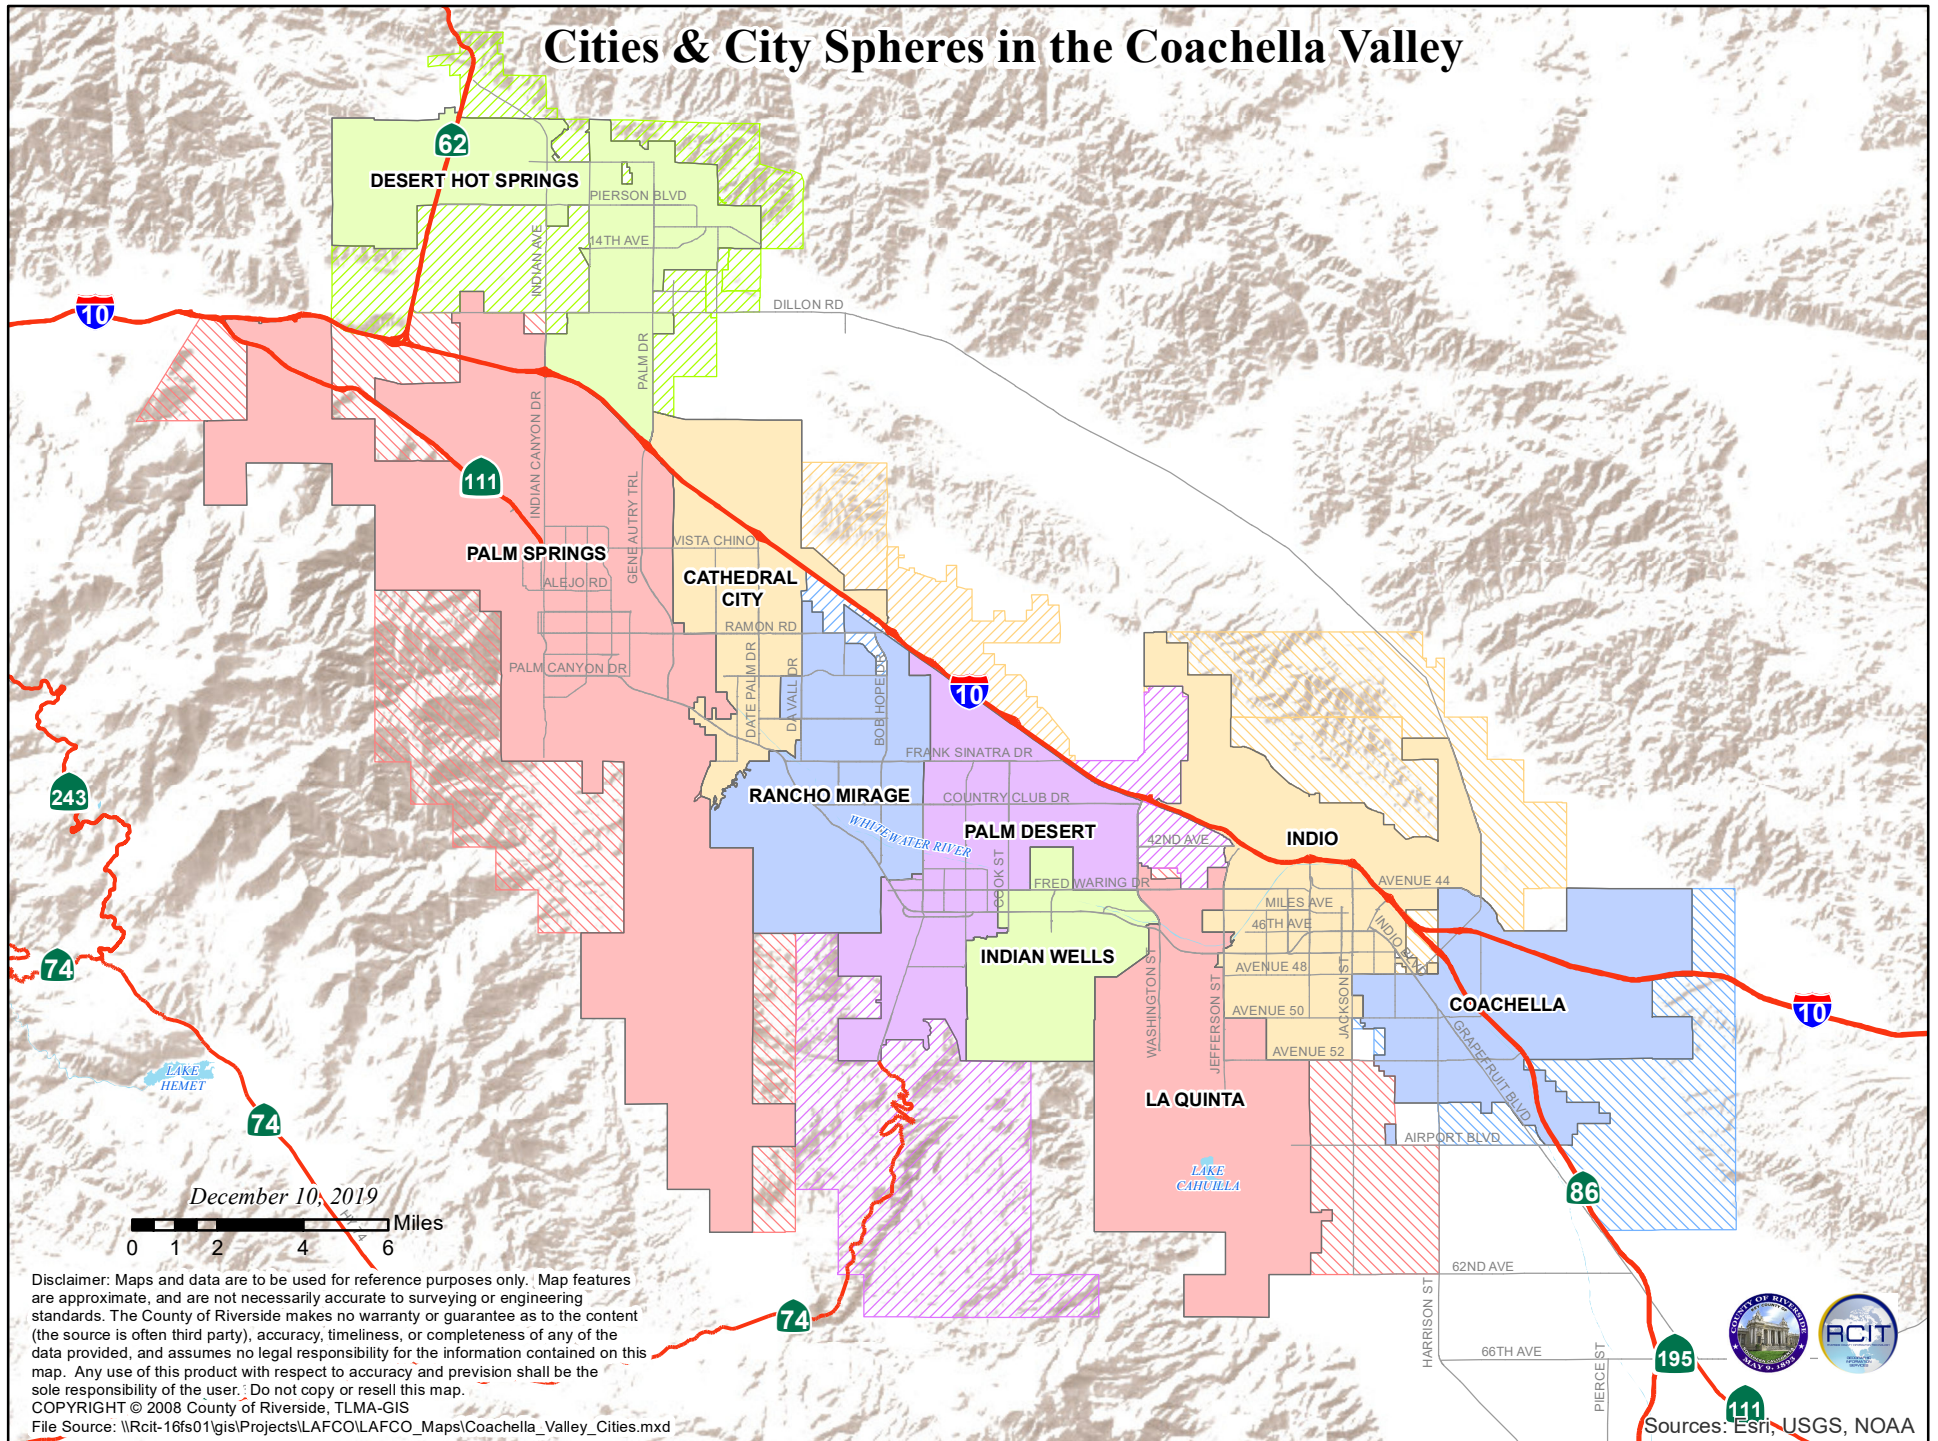 Cities & City Spheres in the Coachella Valley
62
DESERT HOT SPRINGS
PIERSON BLVD
INDIAN AVE
14TH AVE
10
DILLON RD
PALM DR
INDIAN CANYON DR
111
GENE AUTRY TRL
VISTA CHINO
PALM SPRINGS
ALEJO RD
CATHEDRAL
CITY
RAMON RD
PALM CANYON DR
DATE PALM DR
DA VALL DR
BOB HOPE DR
10
FRANK SINATRA DR
243
RANCHO MIRAGE
COUNTRY CLUB DR
WHITEWATER RIVER
PALM DESERT
42ND AVE
INDIO
COOK ST
FRED WARING DR
AVENUE 44
MILES AVE
46TH AVE
INDIO BLVD
74
INDIAN WELLS
WASHINGTON ST
JEFFERSON ST
AVENUE 48
JACKSON ST
COACHELLA
AVENUE 50
10
GRAPEFRUIT BLVD
AVENUE 52
LAKE
HEMET
LA QUINTA
74
AIRPORT BLVD
LAKE
CAHUILLA
86
December 10, 2019
HY 74
Miles
0 1 2 4 6
62ND AVE
HARRISON ST
74
66TH AVE
PIERCE ST
195
111
Disclaimer: Maps and data are to be used for reference purposes only. Map features
are approximate, and are not necessarily accurate to surveying or engineering
standards. The County of Riverside makes no warranty or guarantee as to the content
(the source is often third party), accuracy, timeliness, or completeness of any of the
data provided, and assumes no legal responsibility for the information contained on this
map. Any use of this product with respect to accuracy and prevision shall be the
sole responsibility of the user. Do not copy or resell this map.
COPYRIGHT © 2008 County of Riverside, TLMA-GIS
File Source: \\Rcit-16fs01\gis\Projects\LAFCO\LAFCO_Maps\Coachella_Valley_Cities.mxd
COUNTY OF RIVERSIDE
MAY 9, 1893
RCIT
Sources: Esri, USGS, NOAA